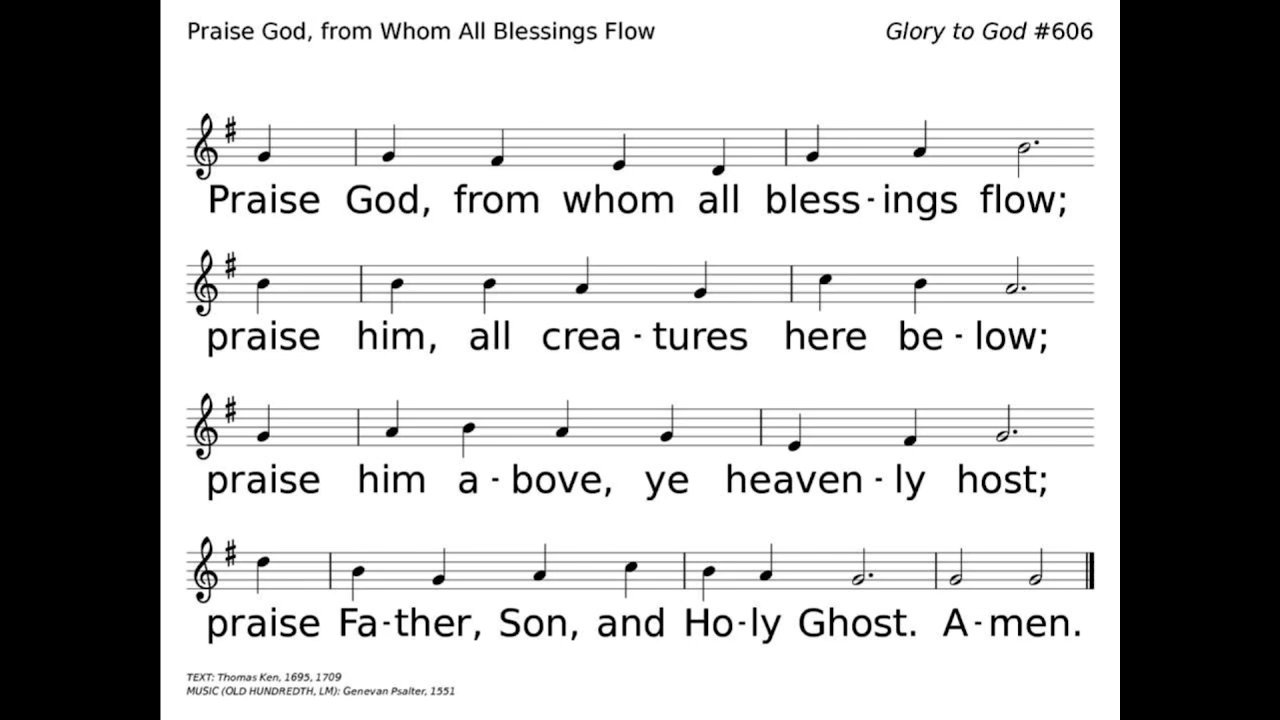 Praise God, from Whom All Blessings Flow
Glory to God #606
Praise God, from whom all bless-ings flow;
praise him, all crea-tures here be-low;
praise him a-bove, ye heaven-ly host;
praise Fa-ther, Son, and Ho-ly Ghost. A-men.
TEXT: Thomas Ken, 1695, 1709
MUSIC (OLD HUNDREDTH, LM): Genevan Psalter, 1551